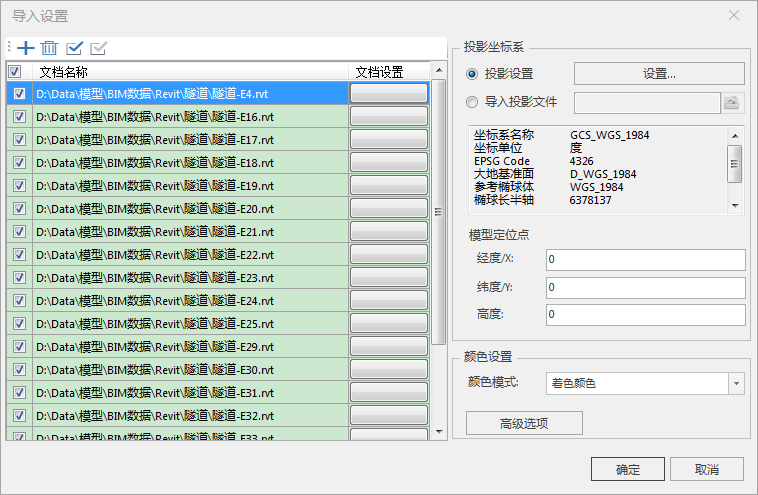 导入设置
文档名称 文档设置
D:\Data\模型\BIM数据\Revit\隧道\隧道-E4.rvt
D:\Data\模型\BIM数据\Revit\隧道\隧道-E16.rvt
D:\Data\模型\BIM数据\Revit\隧道\隧道-E17.rvt
D:\Data\模型\BIM数据\Revit\隧道\隧道-E18.rvt
D:\Data\模型\BIM数据\Revit\隧道\隧道-E19.rvt
D:\Data\模型\BIM数据\Revit\隧道\隧道-E20.rvt
D:\Data\模型\BIM数据\Revit\隧道\隧道-E21.rvt
D:\Data\模型\BIM数据\Revit\隧道\隧道-E22.rvt
D:\Data\模型\BIM数据\Revit\隧道\隧道-E23.rvt
D:\Data\模型\BIM数据\Revit\隧道\隧道-E24.rvt
D:\Data\模型\BIM数据\Revit\隧道\隧道-E25.rvt
D:\Data\模型\BIM数据\Revit\隧道\隧道-E29.rvt
D:\Data\模型\BIM数据\Revit\隧道\隧道-E30.rvt
D:\Data\模型\BIM数据\Revit\隧道\隧道-E31.rvt
D:\Data\模型\BIM数据\Revit\隧道\隧道-E32.rvt
D:\Data\模型\BIM数据\Revit\隧道\隧道-E33.rvt
投影坐标系
投影设置 设置...
导入投影文件
坐标系名称 GCS_WGS_1984
坐标单位 度
EPSG Code 4326
大地基准面 D_WGS_1984
参考椭球体 WGS_1984
椭球长半轴 6378137
模型定位点
经度/X: 0
纬度/Y: 0
高度: 0
颜色设置
颜色模式: 着色颜色
高级选项
确定 取消